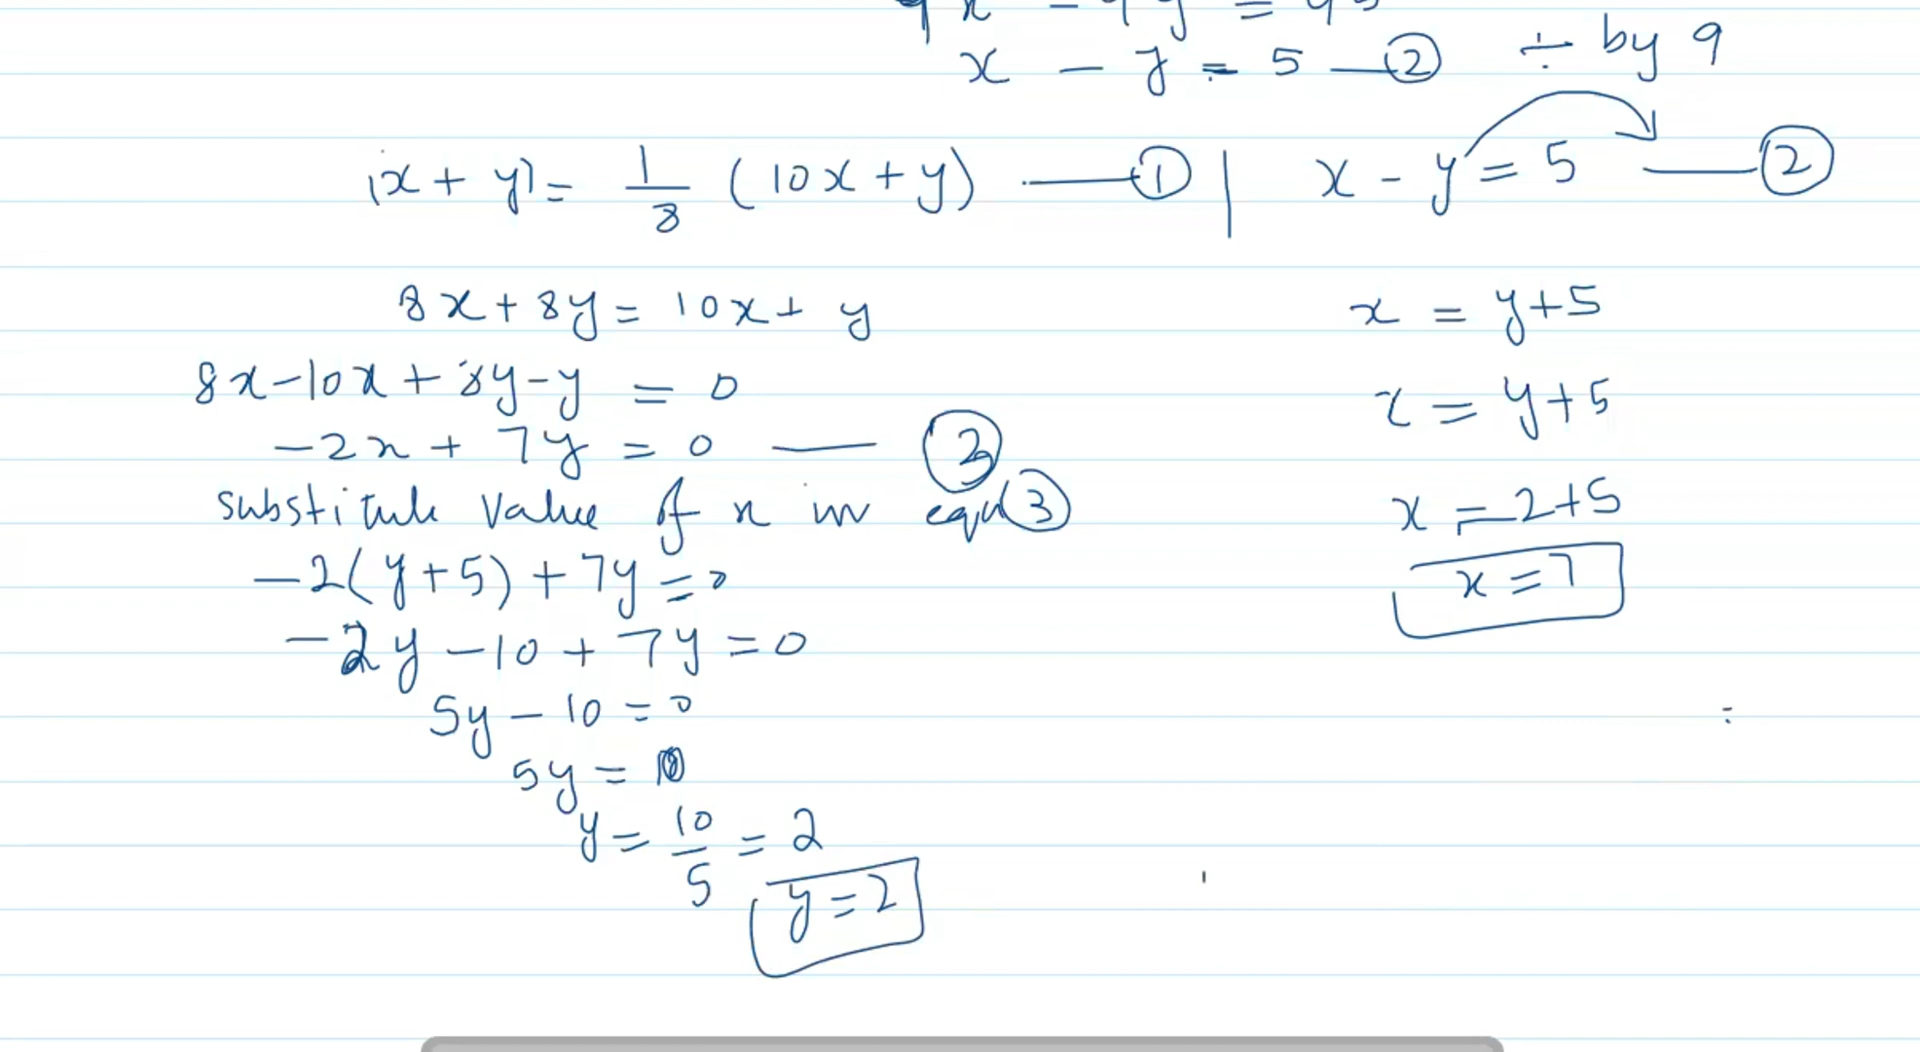 x - y = 5 — ② ÷ by 9
(x + y) = 1/8 (10x + y) — ① | x - y = 5 — ②
8x + 8y = 10x + y
8x - 10x + 8y - y = 0
-2x + 7y = 0 — ③
substitute value of x in eqn ③
-2(y+5) + 7y = 0
-2y - 10 + 7y = 0
5y - 10 = 0
5y = 10
y = 10/5 = 2
y = 2
x = y+5
x = y+5
x = 2+5
x = 7